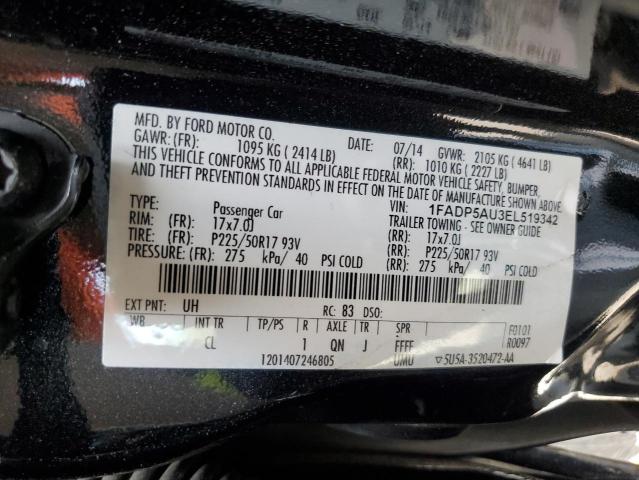 MFD. BY FORD MOTOR CO.
DATE: 07/14 GVWR: 2105 KG (4641 LB)
GAWR: (FR): 1095 KG (2414 LB) (RR): 1010 KG (2227 LB)
THIS VEHICLE CONFORMS TO ALL APPLICABLE FEDERAL MOTOR VEHICLE SAFETY, BUMPER,
AND THEFT PREVENTION STANDARDS IN EFFECT ON THE DATE OF MANUFACTURE SHOWN ABOVE.
VIN: 1FADP5AU3EL519342
TYPE: Passenger Car TRAILER TOWING - SEE OWNER GUIDE
RIM: (FR): 17x7.0J (RR): 17x7.0J
TIRE: (FR): P225/50R17 93V (RR): P225/50R17 93V
PRESSURE: (FR): 275 kPa/ 40 PSI COLD (RR): 275 kPa/ 40 PSI COLD
EXT PNT: UH RC: 83 DSO:
WB INT TR TP/PS R AXLE TR SPR F0101
CL 1 QN J FFFF R0097
1201407246805 UMU ▽5U5A-3520472-AA